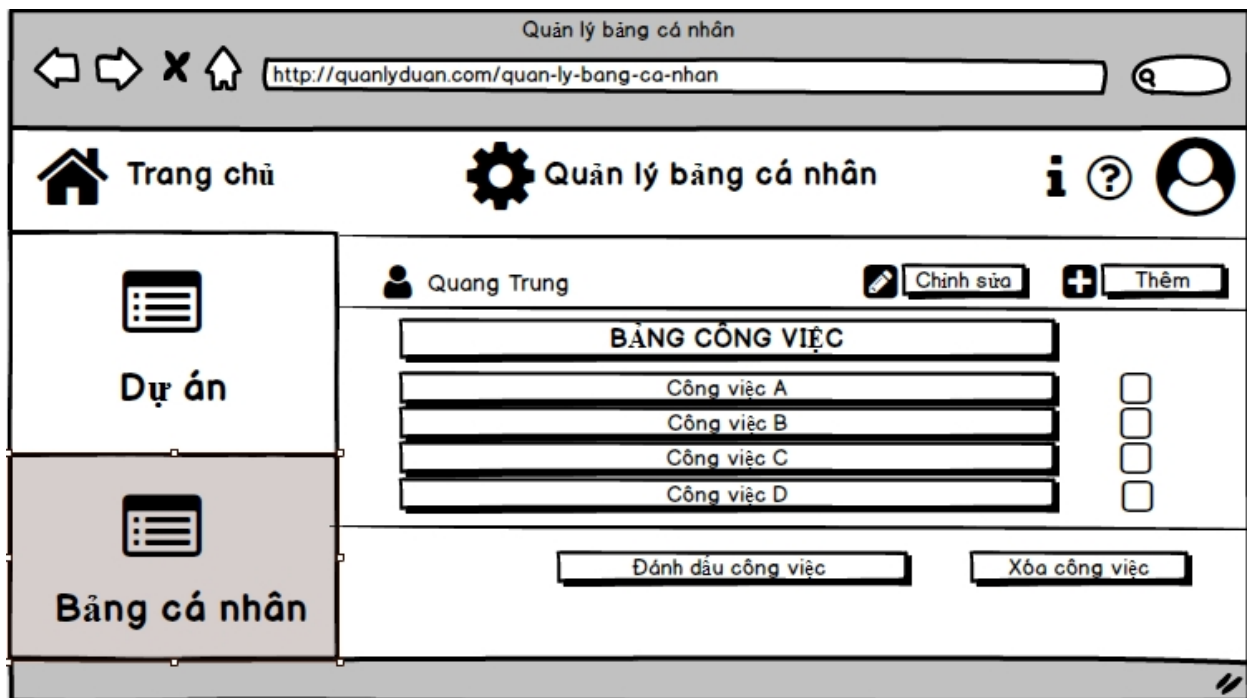 Quản lý bảng cá nhân
http://quanlyduan.com/quan-ly-bang-ca-nhan
Trang chủ
Quản lý bảng cá nhân
Dự án
Bảng cá nhân
Quang Trung
Chỉnh sửa
Thêm
BẢNG CÔNG VIỆC
Công việc A
Công việc B
Công việc C
Công việc D
Đánh dấu công việc
Xóa công việc